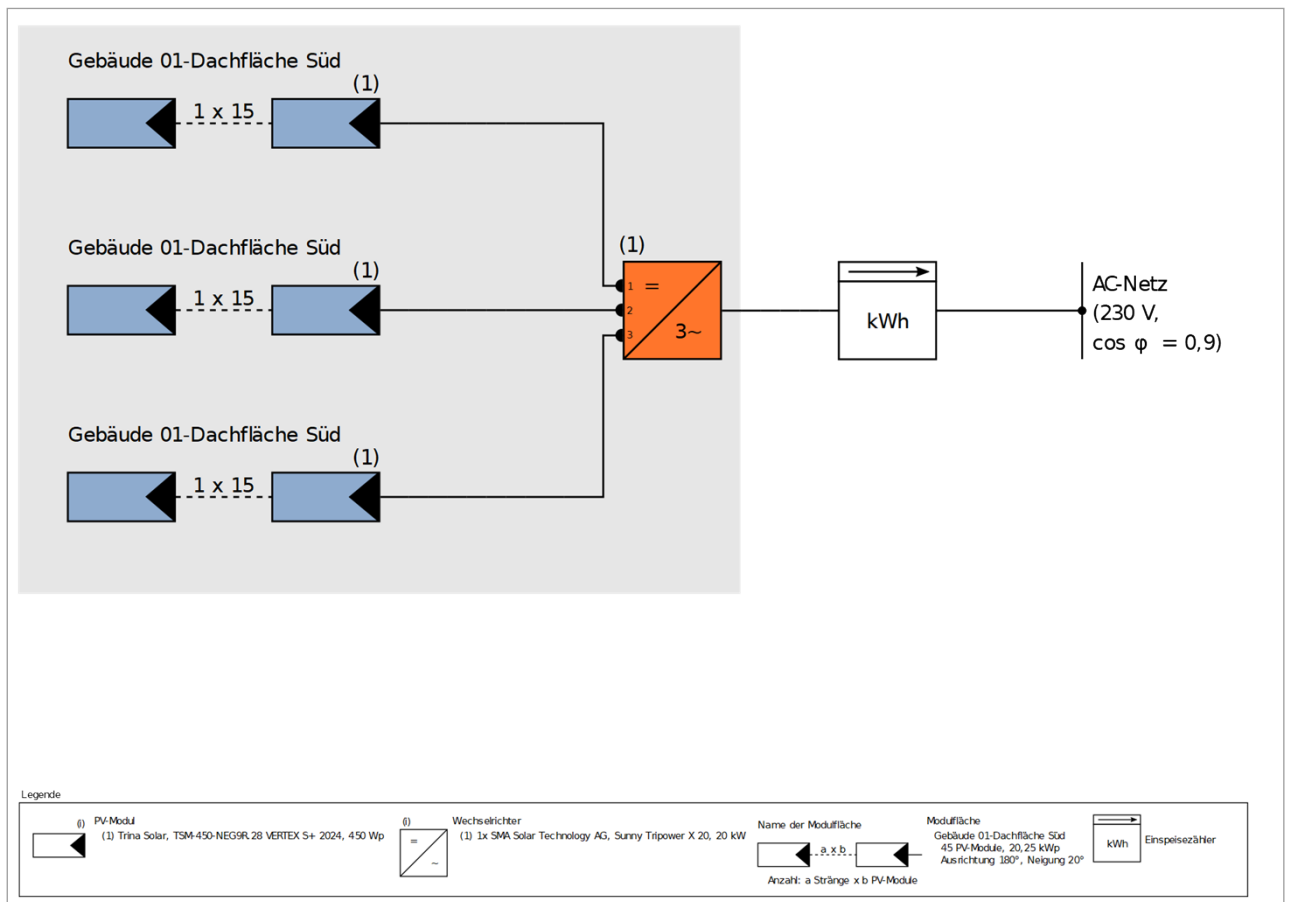 Gebäude 01-Dachfläche Süd
(1)
1 x 15
Gebäude 01-Dachfläche Süd
(1)
1 x 15
(1)
1 =
2
3 3~
kWh
AC-Netz
(230 V,
cos φ = 0,9)
Gebäude 01-Dachfläche Süd
(1)
1 x 15
Legende
(i) PV-Modul
(1) Trina Solar, TSM-450-NEG9R.28 VERTEX S+ 2024, 450 Wp
(i) Wechselrichter
= ~
(1) 1x SMA Solar Technology AG, Sunny Tripower X 20, 20 kW
Name der Modulfläche
a x b
Anzahl: a Stränge x b PV-Module
Modulfläche
Gebäude 01-Dachfläche Süd
45 PV-Module, 20,25 kWp
Ausrichtung 180°, Neigung 20°
kWh
Einspeisezähler